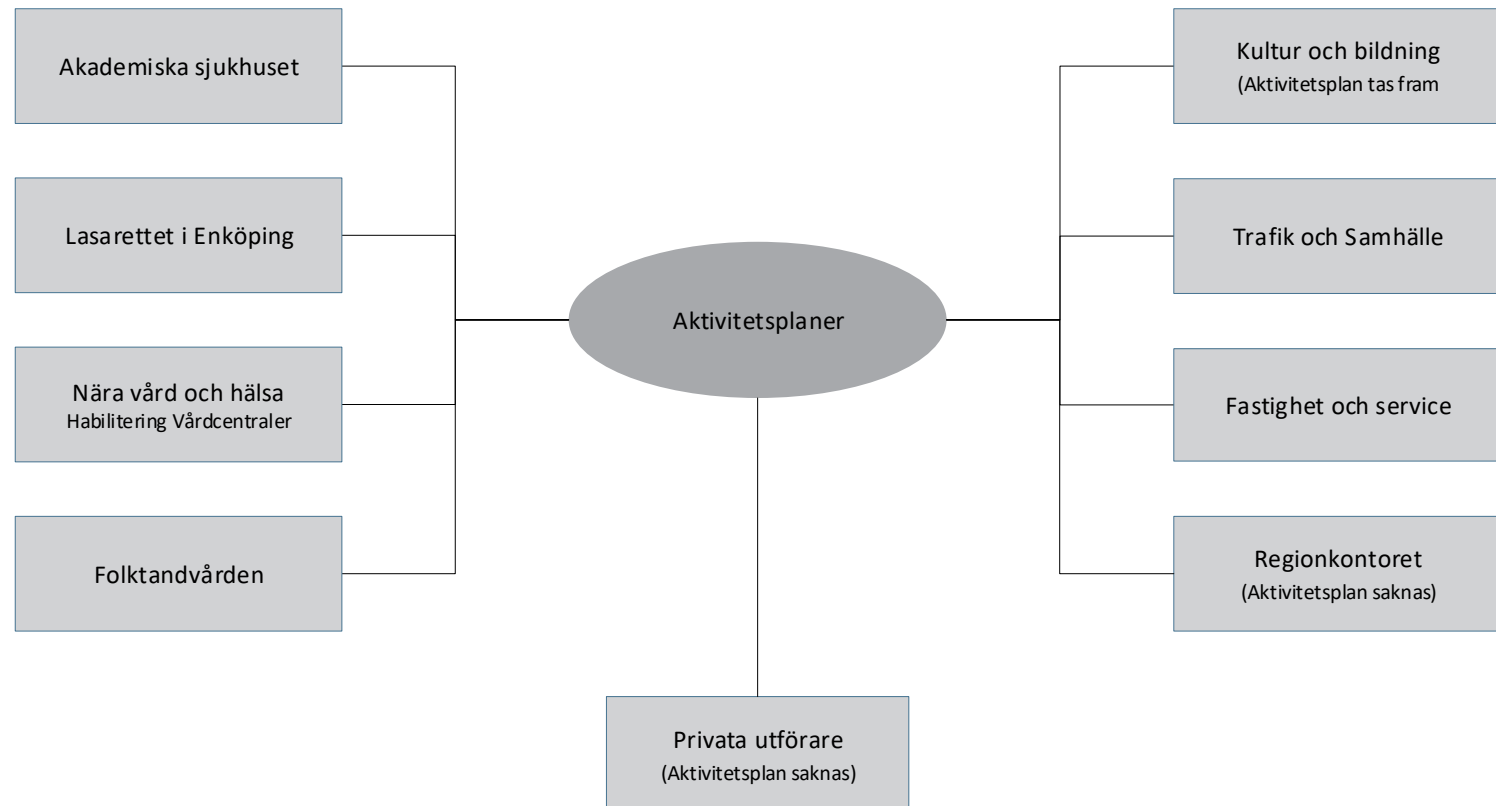 Akademiska sjukhuset
Lasarettet i Enköping
Nära vård och hälsa
Habilitering Vårdcentraler
Folktandvården
Aktivitetsplaner
Privata utförare
(Aktivitetsplan saknas)
Kultur och bildning
(Aktivitetsplan tas fram
Trafik och Samhälle
Fastighet och service
Regionkontoret
(Aktivitetsplan saknas)